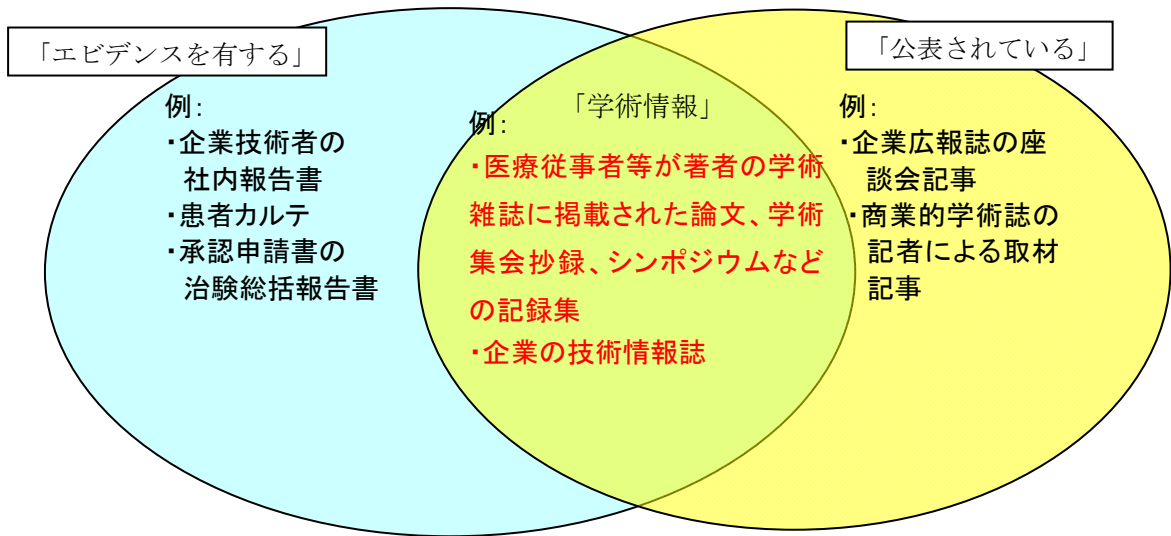 「エビデンスを有する」
例:
・企業技術者の
社内報告書
・患者カルテ
・承認申請書の
治験総括報告書
「学術情報」
例:
・医療従事者等が著者の学術
雑誌に掲載された論文、学術
集会抄録、シンポジウムなど
の記録集
・企業の技術情報誌
「公表されている」
例:
・企業広報誌の座
談会記事
・商業的学術誌の
記者による取材
記事